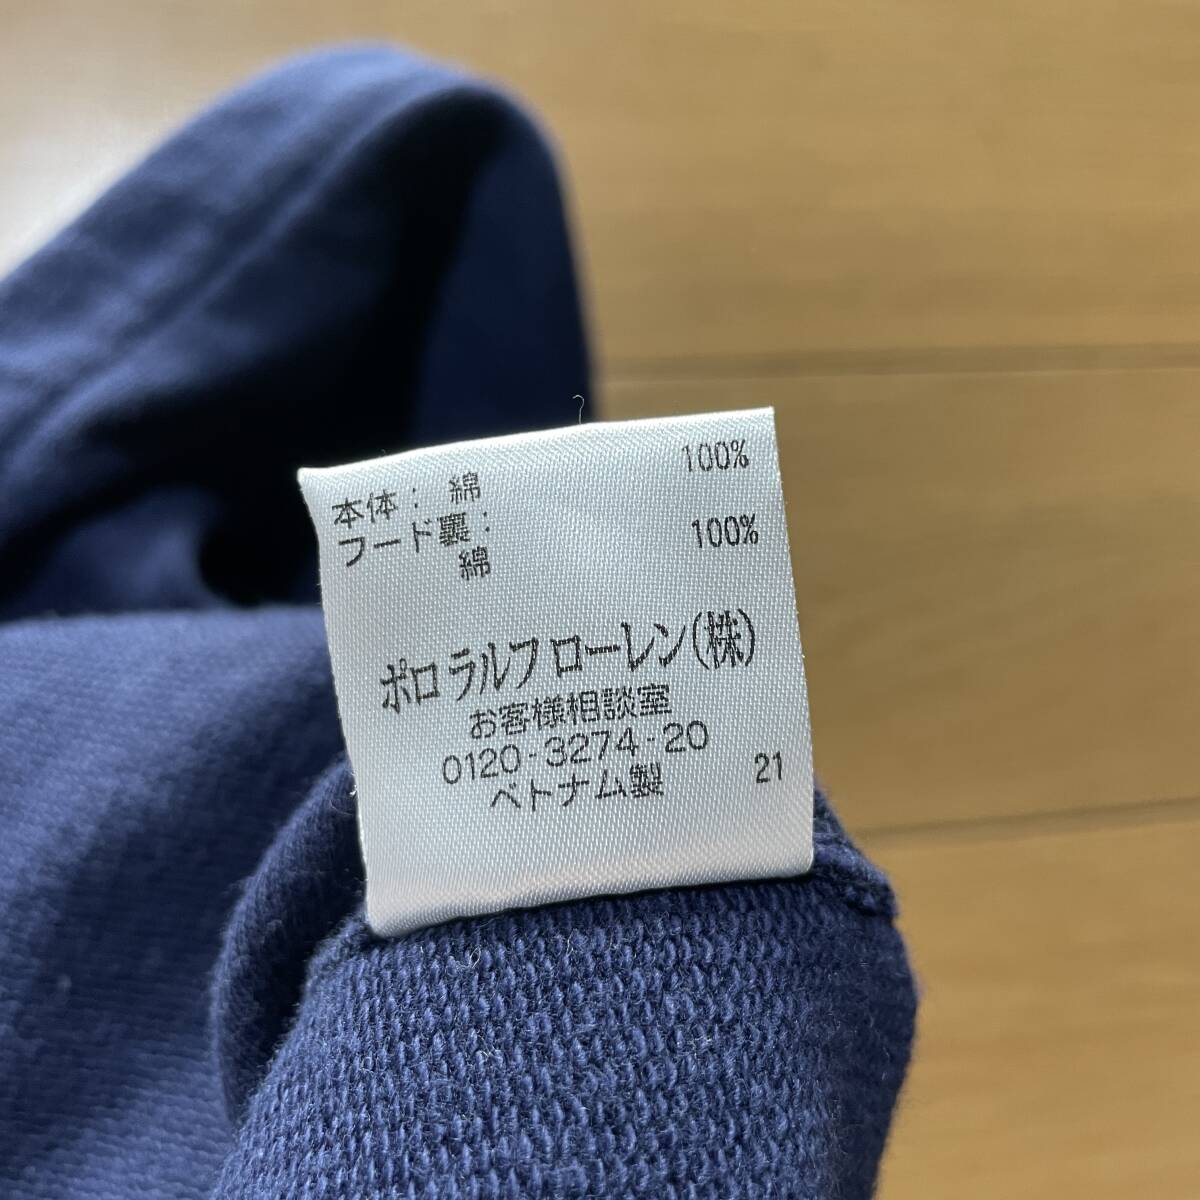 本体: 綿 100%
フード裏:
綿 100%
ポロ ラルフ ローレン(株)
お客様相談室
0120-3274-20
ベトナム製 21